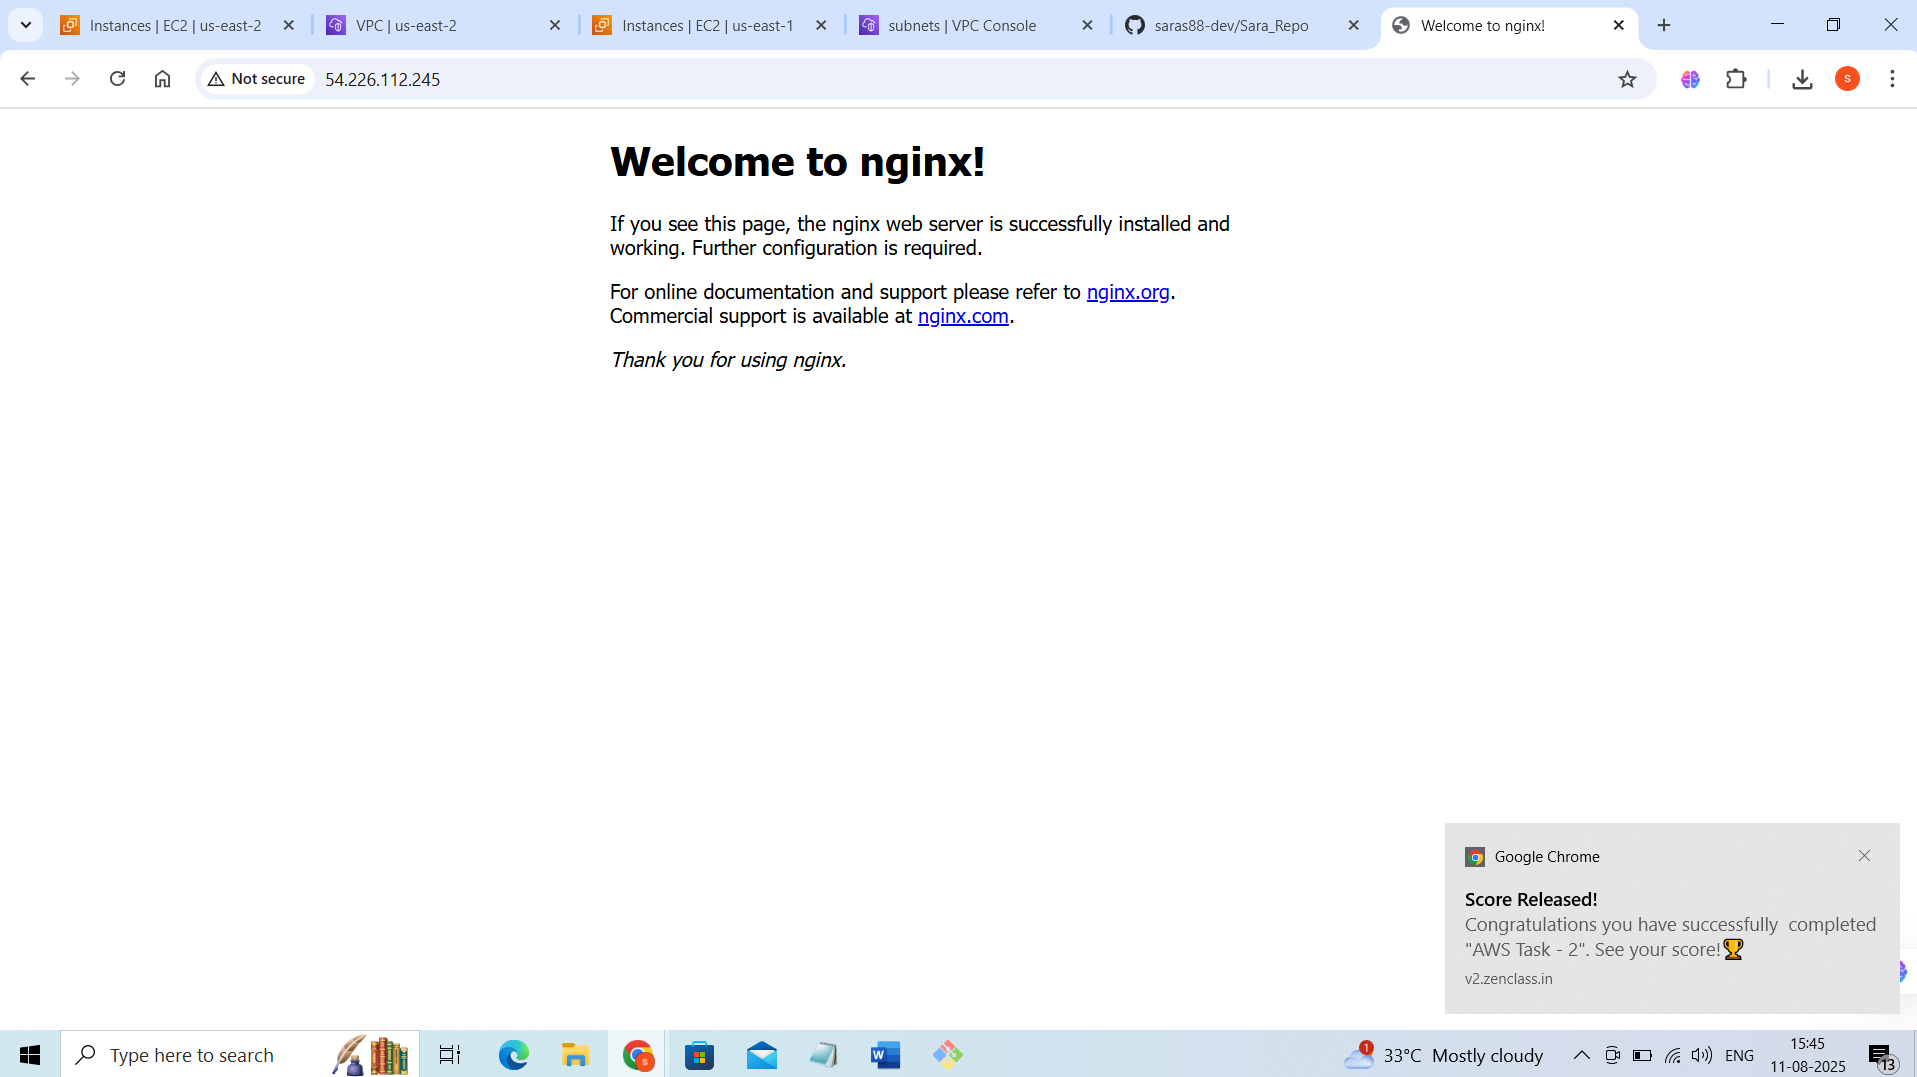 Instances | EC2 | us-east-2
VPC | us-east-2
Instances | EC2 | us-east-1
subnets | VPC Console
saras88-dev/Sara_Repo
Welcome to nginx!
Not secure
54.226.112.245
S
Welcome to nginx!
If you see this page, the nginx web server is successfully installed and
working. Further configuration is required.
For online documentation and support please refer to nginx.org.
Commercial support is available at nginx.com.
Thank you for using nginx.
Google Chrome
Score Released!
Congratulations you have successfully  completed
"AWS Task - 2". See your score!🏆
v2.zenclass.in
Type here to search
S
W
1
33°C Mostly cloudy
ENG
15:45
11-08-2025
13